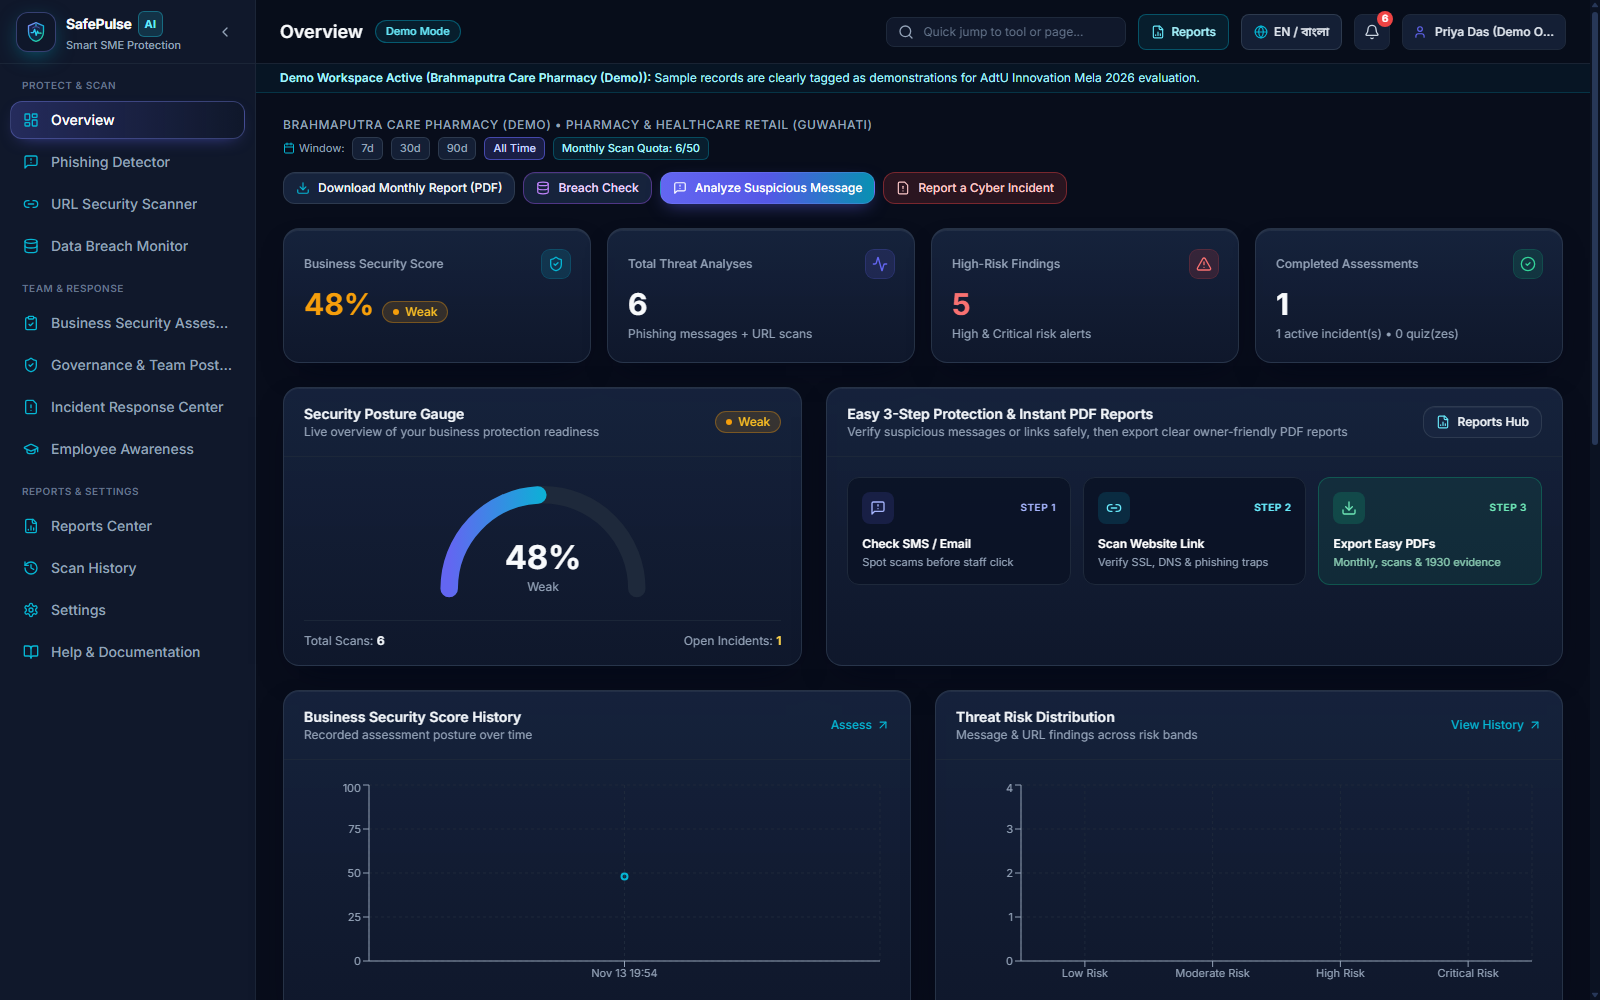 SafePulse AI
Smart SME Protection
PROTECT & SCAN
Overview
Phishing Detector
URL Security Scanner
Data Breach Monitor
TEAM & RESPONSE
Business Security Asses...
Governance & Team Post...
Incident Response Center
Employee Awareness
REPORTS & SETTINGS
Reports Center
Scan History
Settings
Help & Documentation
Overview
Demo Mode
Quick jump to tool or page...
Reports
EN / বাংলা
6
Priya Das (Demo O...
Demo Workspace Active (Brahmaputra Care Pharmacy (Demo)): Sample records are clearly tagged as demonstrations for AdtU Innovation Mela 2026 evaluation.
BRAHMAPUTRA CARE PHARMACY (DEMO) • PHARMACY & HEALTHCARE RETAIL (GUWAHATI)
Window: 7d 30d 90d All Time Monthly Scan Quota: 6/50
Download Monthly Report (PDF)
Breach Check
Analyze Suspicious Message
Report a Cyber Incident
Business Security Score
48% Weak
Total Threat Analyses
6
Phishing messages + URL scans
High-Risk Findings
5
High & Critical risk alerts
Completed Assessments
1
1 active incident(s) • 0 quiz(zes)
Security Posture Gauge
Live overview of your business protection readiness
Weak
48%
Weak
Total Scans: 6
Open Incidents: 1
Easy 3-Step Protection & Instant PDF Reports
Verify suspicious messages or links safely, then export clear owner-friendly PDF reports
Reports Hub
STEP 1
Check SMS / Email
Spot scams before staff click
STEP 2
Scan Website Link
Verify SSL, DNS & phishing traps
STEP 3
Export Easy PDFs
Monthly, scans & 1930 evidence
Business Security Score History
Recorded assessment posture over time
Assess
100
75
50
25
0
Nov 13 19:54
Threat Risk Distribution
Message & URL findings across risk bands
View History
4
3
2
1
0
Low Risk
Moderate Risk
High Risk
Critical Risk